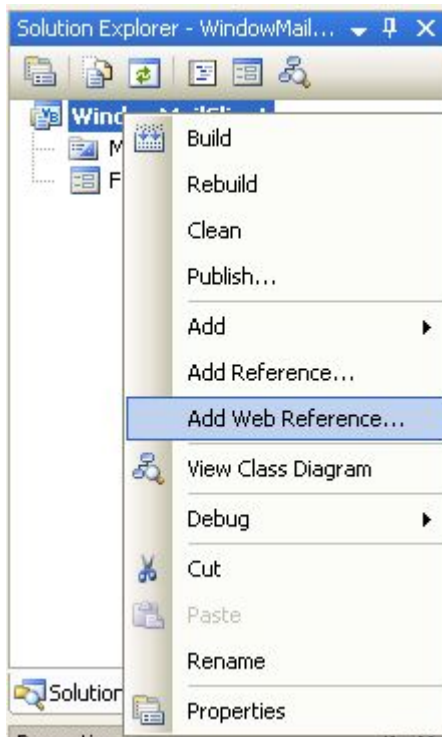 Solution Explorer - WindowMail...
Build
Rebuild
Clean
Publish...
Add
Add Reference...
Add Web Reference...
View Class Diagram
Debug
Cut
Paste
Rename
Solution
Properties